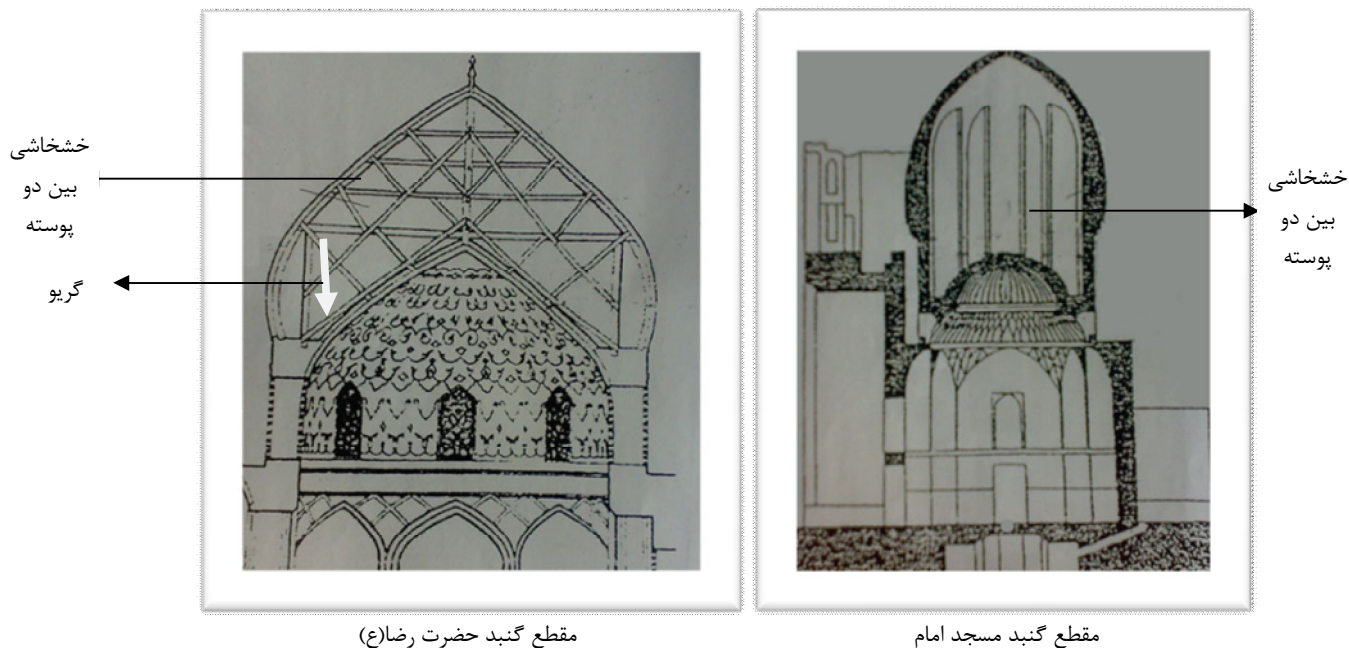 خشخاشی
بین دو
پوسته
خشخاشی
بین دو
پوسته
گریو
مقطع گنبد مسجد امام
مقطع گنبد حضرت رضا(ع)